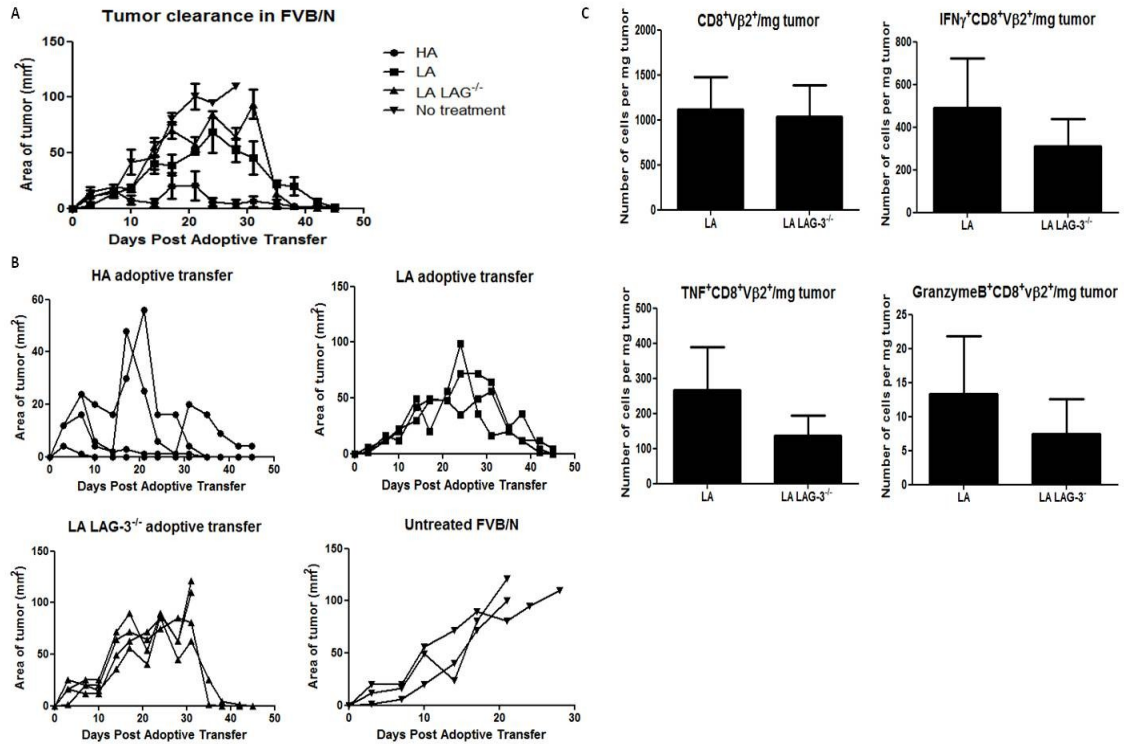 A
Tumor clearance in FVB/N
Area of tumor (mm²)
150
100
50
0
0 10 20 30 40 50
Days Post Adoptive Transfer
HA
LA
LA LAG-/-
No treatment
B
HA adoptive transfer
Area of tumor (mm²)
60
40
20
0
0 10 20 30 40 50
Days Post Adoptive Transfer
LA adoptive transfer
Area of tumor (mm²)
150
100
50
0
0 10 20 30 40 50
Days Post Adoptive Transfer
LA LAG-3-/- adoptive transfer
Area of tumor (mm²)
150
100
50
0
0 10 20 30 40 50
Days Post Adoptive Transfer
Untreated FVB/N
Area of tumor (mm²)
150
100
50
0
0 10 20 30
Days Post Adoptive Transfer
C
CD8+Vβ2+/mg tumor
Number of cells per mg tumor
2000
1500
1000
500
0
LA LA LAG-3-/-
IFNγ+CD8+Vβ2+/mg tumor
Number of cells per mg tumor
800
600
400
200
0
LA LA LAG-3-/-
TNF+CD8+Vβ2+/mg tumor
Number of cells per mg tumor
500
400
300
200
100
0
LA LA LAG-3-/-
GranzymeB+CD8+vβ2+/mg tumor
Number of cells per mg tumor
25
20
15
10
5
0
LA LA LAG-3-